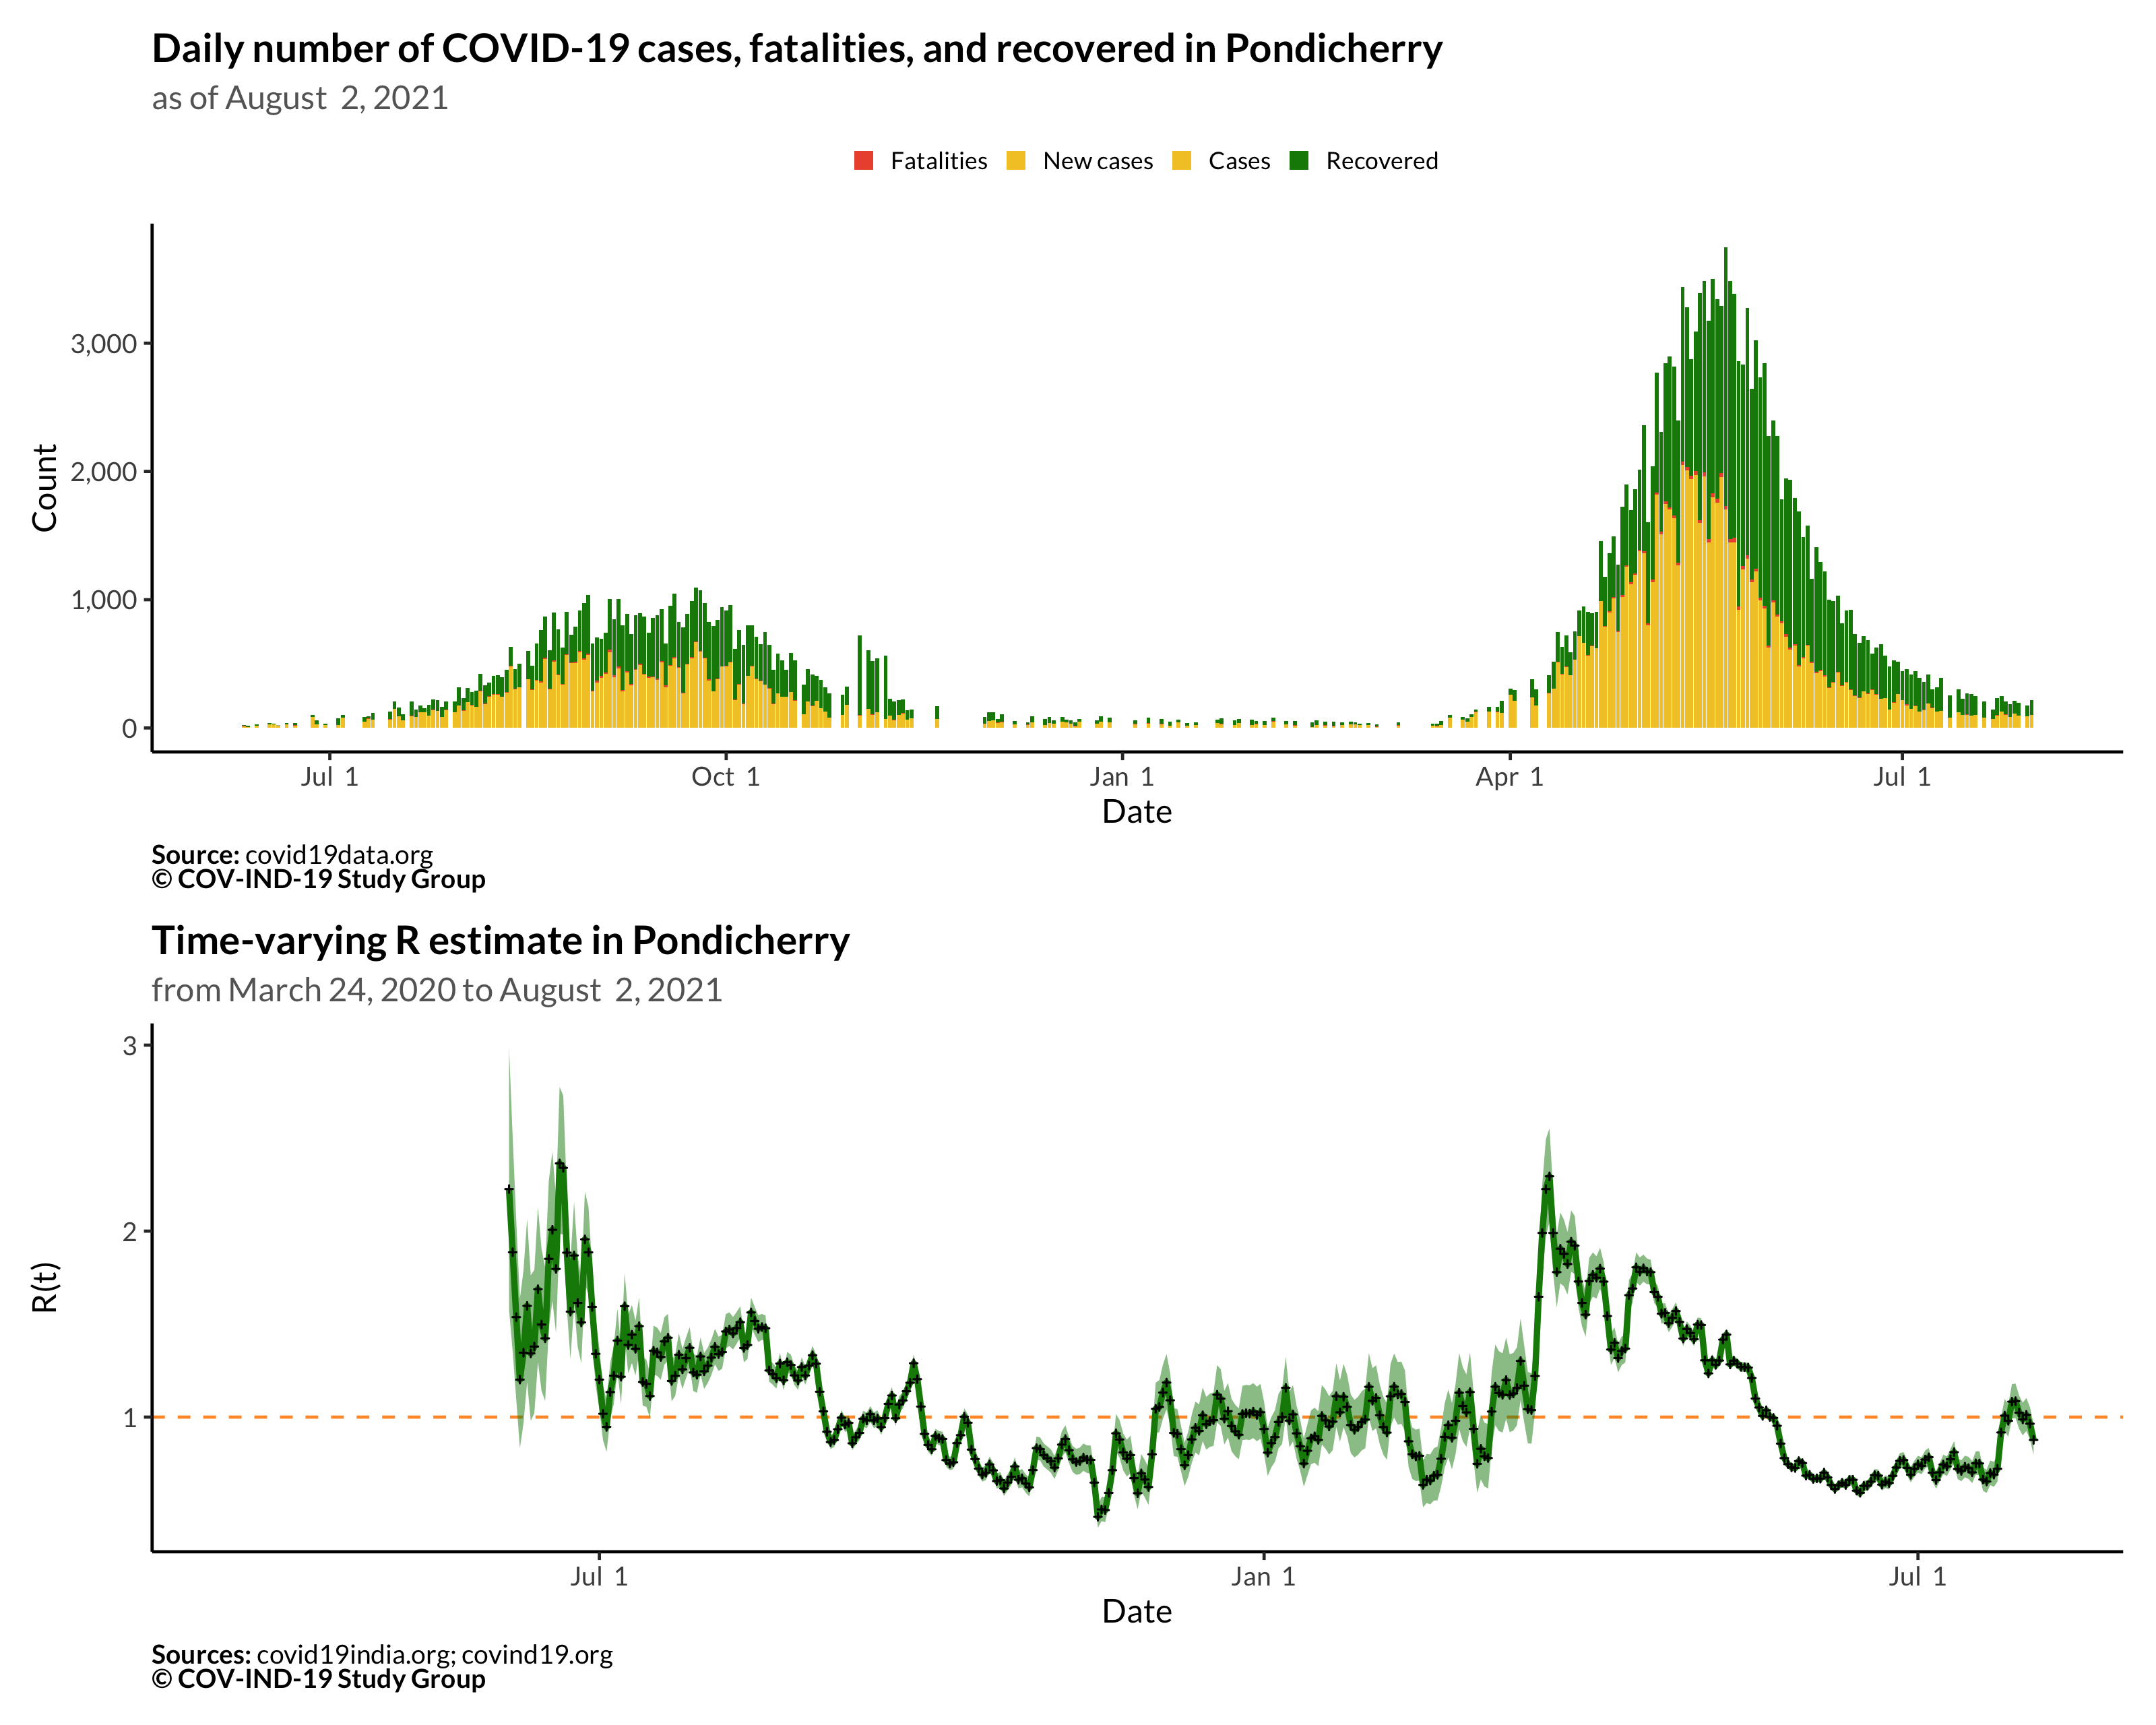 Daily number of COVID-19 cases, fatalities, and recovered in Pondicherry
as of August  2, 2021
Fatalities New cases Cases Recovered
3,000
2,000
1,000
0
Count
Jul 1 Oct 1 Jan 1 Apr 1 Jul 1
Date
Source: covid19data.org
© COV-IND-19 Study Group
Time-varying R estimate in Pondicherry
from March 24, 2020 to August  2, 2021
3
2
1
R(t)
Jul 1 Jan 1 Jul 1
Date
Sources: covid19india.org; covind19.org
© COV-IND-19 Study Group